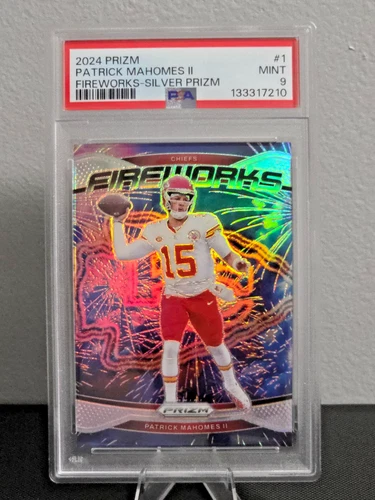 2024 PRIZM #1
PATRICK MAHOMES II MINT
FIREWORKS-SILVER PRIZM 9
PSA 133317210
CHIEFS
FIREWORKS
15
PRIZM
PATRICK MAHOMES II